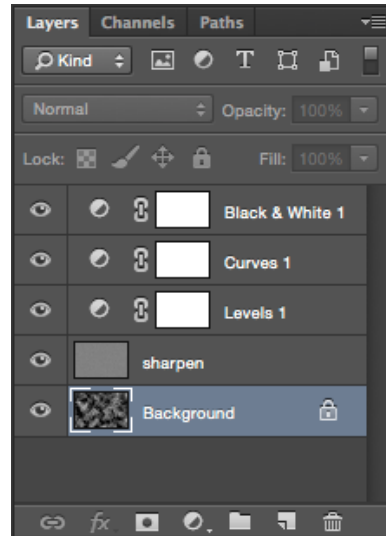 Layers Channels Paths
Kind T
Normal Opacity: 100%
Lock: Fill: 100%
Black & White 1
Curves 1
Levels 1
sharpen
Background
fx